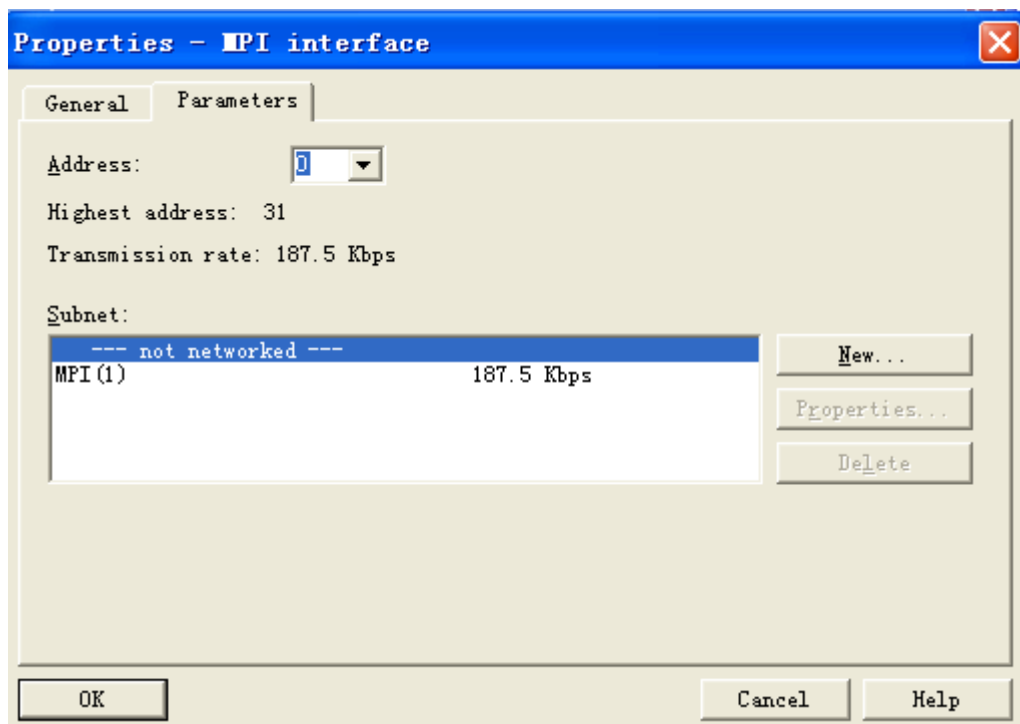 Properties - MPI interface
General Parameters
Address: 0
Highest address: 31
Transmission rate: 187.5 Kbps
Subnet:
--- not networked ---
MPI(1) 187.5 Kbps
New...
Properties...
Delete
OK Cancel Help